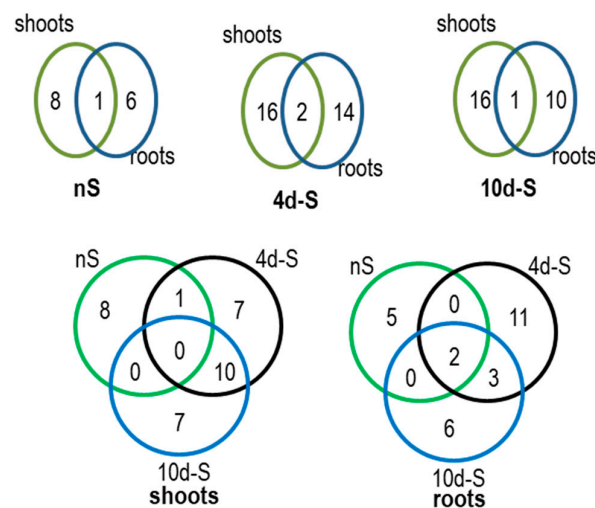 shoots
8 1 6
roots
nS
shoots
16 2 14
roots
4d-S
shoots
16 1 10
roots
10d-S
nS
4d-S
8 1 7
0
0 10
7
10d-S
shoots
nS
4d-S
5 0 11
2
0 3
6
10d-S
roots